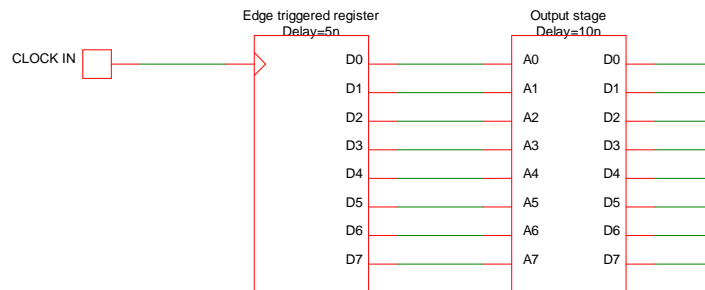 Edge triggered register
Delay=5n
Output stage
Delay=10n
CLOCK IN
D0
A0
D0
D1
A1
D1
D2
A2
D2
D3
A3
D3
D4
A4
D4
D5
A5
D5
D6
A6
D6
D7
A7
D7